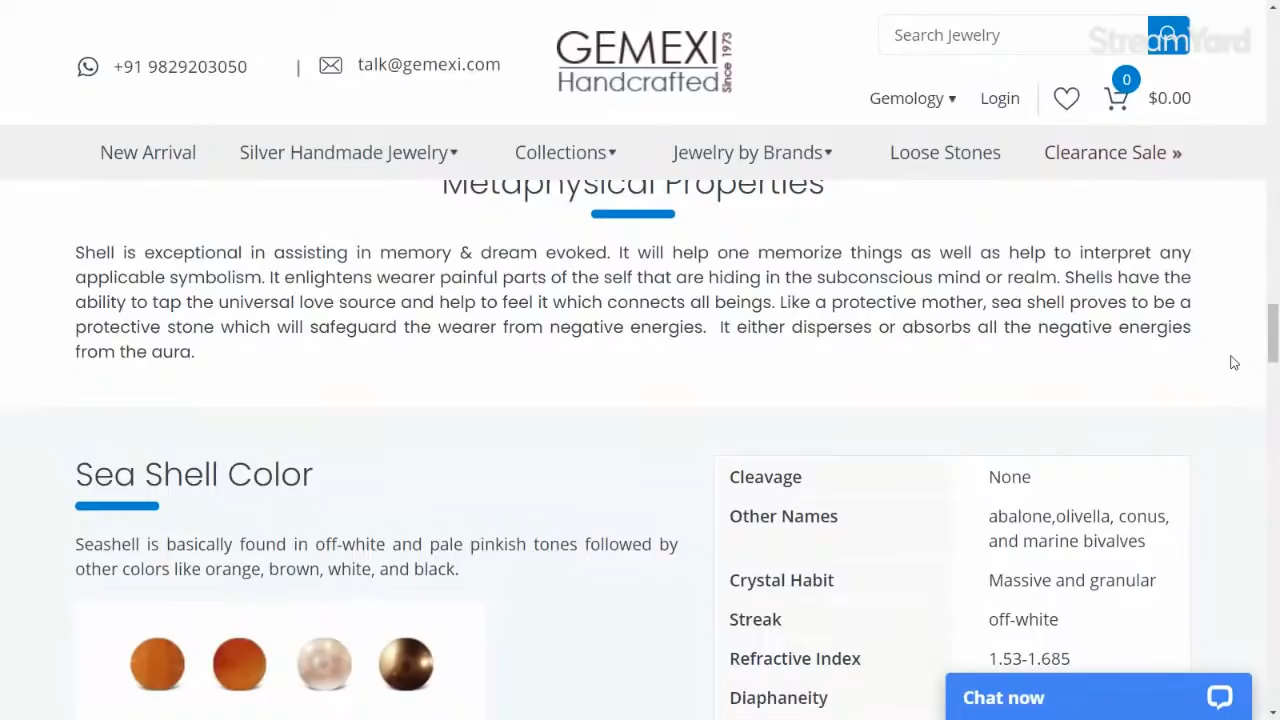 +91 9829203050 | talk@gemexi.com
GEMEXI
Handcrafted
Since 1973
Search Jewelry
StreamYard
Gemology ▾ Login
0
$0.00
New Arrival Silver Handmade Jewelry▾ Collections▾ Jewelry by Brands▾ Loose Stones Clearance Sale »
Metaphysical Properties
Shell is exceptional in assisting in memory & dream evoked. It will help one memorize things as well as help to interpret any
applicable symbolism. It enlightens wearer painful parts of the self that are hiding in the subconscious mind or realm. Shells have the
ability to tap the universal love source and help to feel it which connects all beings. Like a protective mother, sea shell proves to be a
protective stone which will safeguard the wearer from negative energies. It either disperses or absorbs all the negative energies
from the aura.
Sea Shell Color
Seashell is basically found in off-white and pale pinkish tones followed by
other colors like orange, brown, white, and black.
Cleavage None
Other Names abalone,olivella, conus,
and marine bivalves
Crystal Habit Massive and granular
Streak off-white
Refractive Index 1.53-1.685
Diaphaneity
Chat now